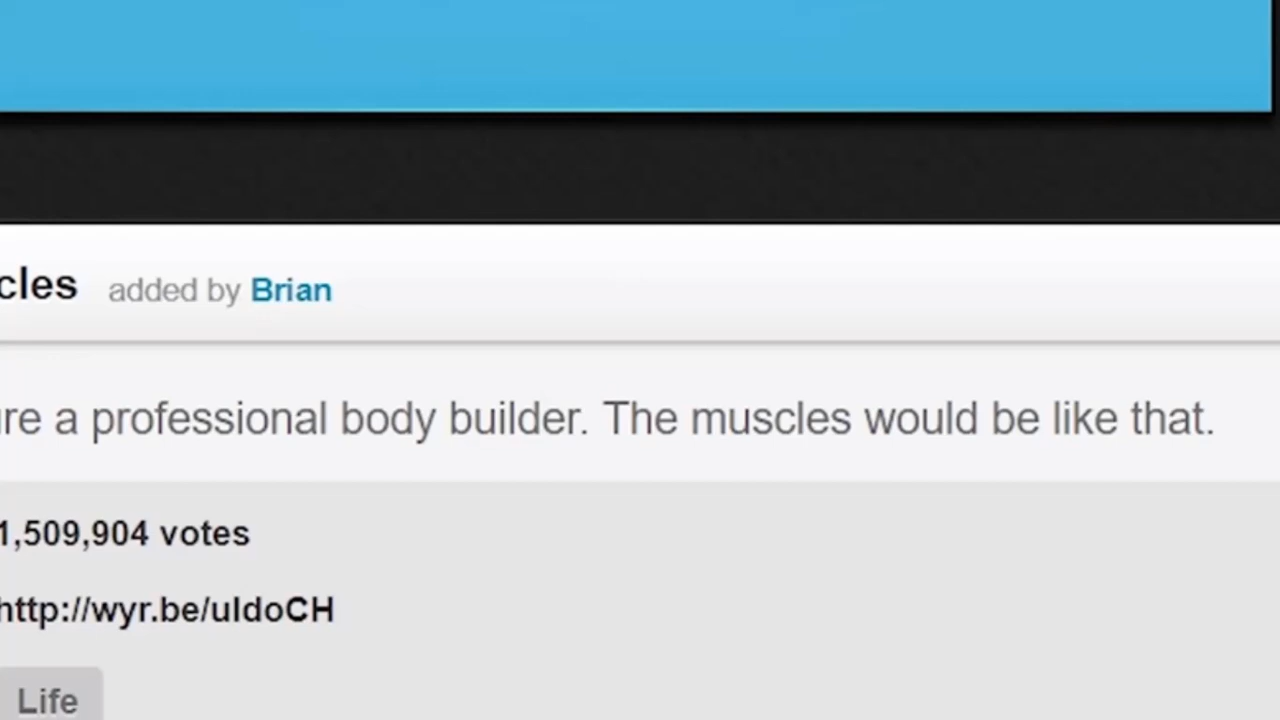 cles added by Brian
re a professional body builder. The muscles would be like that.
1,509,904 votes
http://wyr.be/uIdoCH
Life